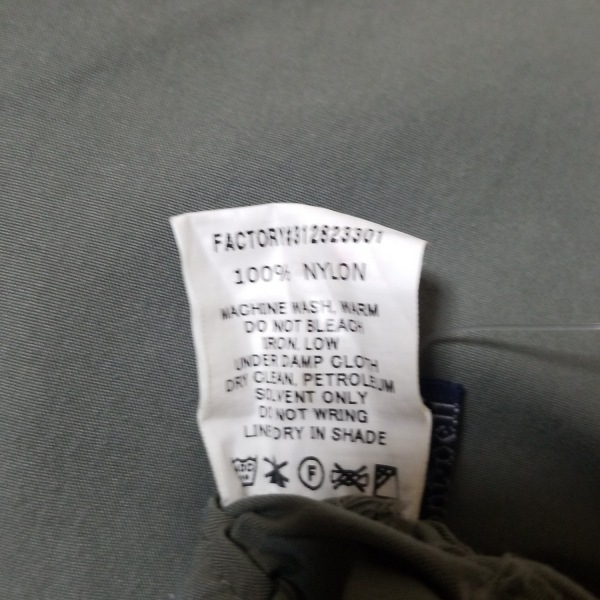 FACTORY#312823301
100% NYLON
MACHINE WASH, WARM
DO NOT BLEACH
IRON, LOW
UNDER DAMP CLOTH
DRY CLEAN, PETROLEUM
SOLVENT ONLY
DO NOT WRING
LINEDRY IN SHADE
F